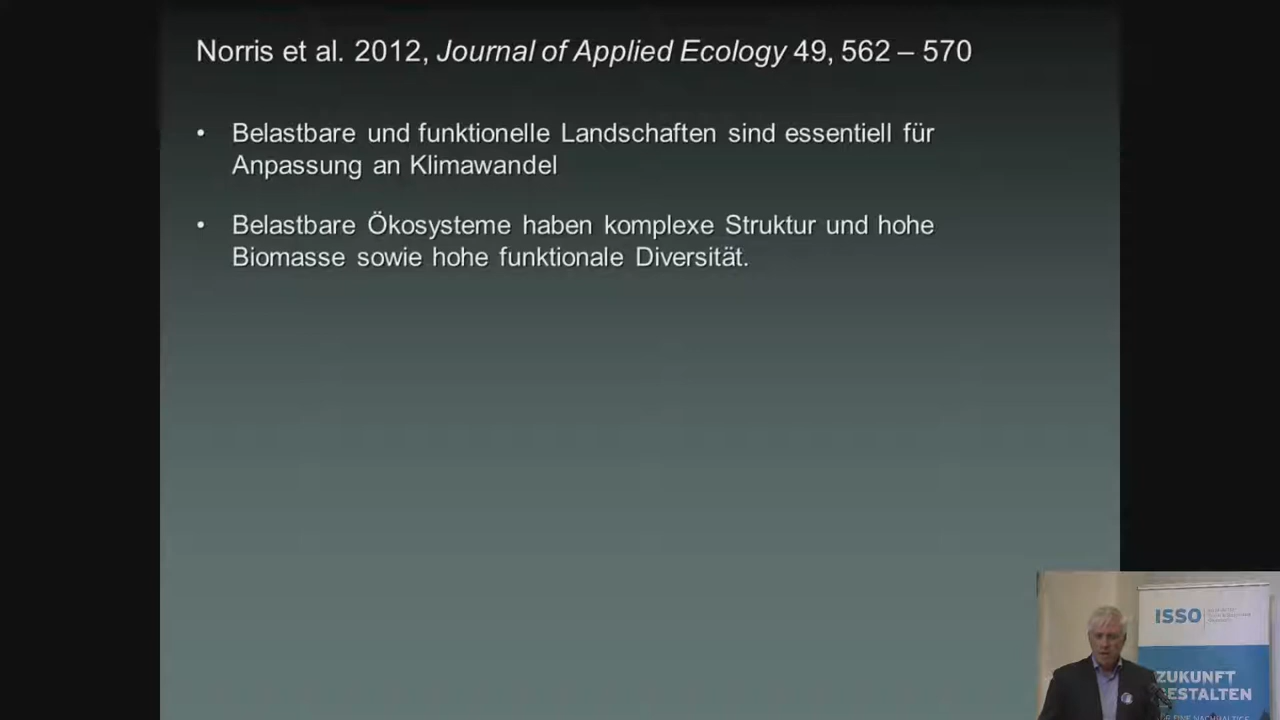 Norris et al. 2012, Journal of Applied Ecology 49, 562 – 570
• Belastbare und funktionelle Landschaften sind essentiell für
Anpassung an Klimawandel
• Belastbare Ökosysteme haben komplexe Struktur und hohe
Biomasse sowie hohe funktionale Diversität.
ISSO
ZUKUNFT
GESTALTEN